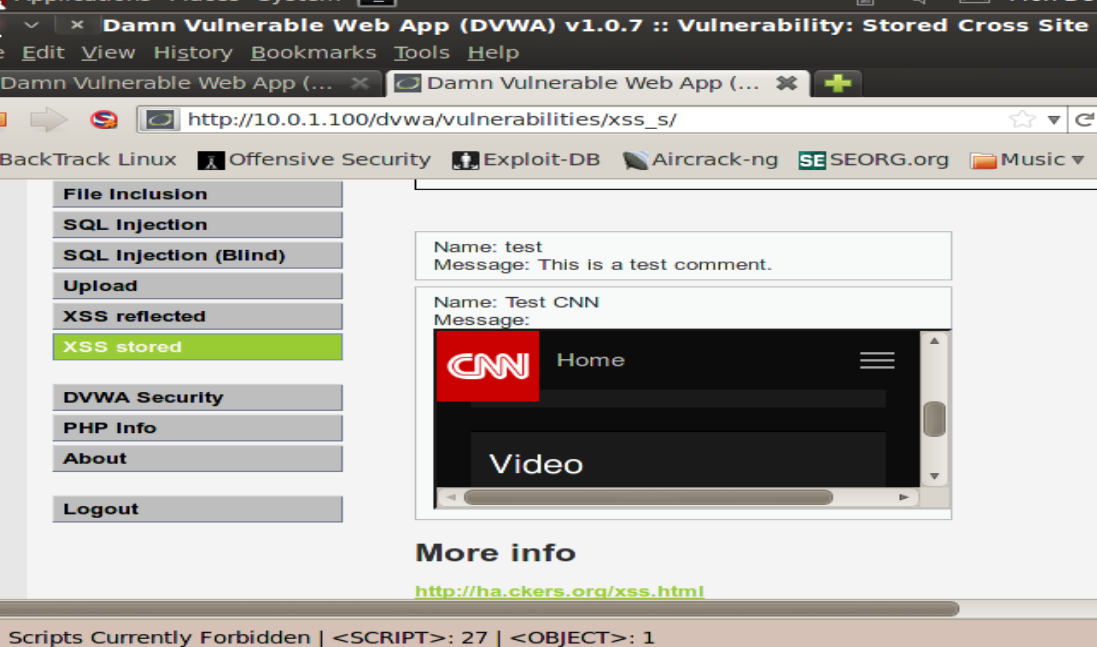 Applications Places System
Damn Vulnerable Web App (DVWA) v1.0.7 :: Vulnerability: Stored Cross Site
Edit View History Bookmarks Tools Help
Damn Vulnerable Web App (...
Damn Vulnerable Web App (...
http://10.0.1.100/dvwa/vulnerabilities/xss_s/
BackTrack Linux Offensive Security Exploit-DB Aircrack-ng SE SEORG.org Music
File Inclusion
SQL Injection
SQL Injection (Blind)
Upload
XSS reflected
XSS stored
DVWA Security
PHP Info
About
Logout
Name: test
Message: This is a test comment.
Name: Test CNN
Message:
CNN Home
Video
More info
http://ha.ckers.org/xss.html
Scripts Currently Forbidden | <SCRIPT>: 27 | <OBJECT>: 1